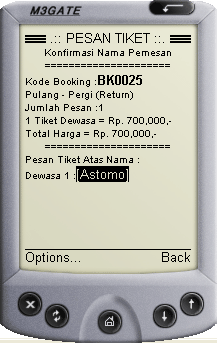 M3GATE
.:: PESAN TIKET ::.
Konfirmasi Nama Pemesan
======================
Kode Booking :BK0025
Pulang - Pergi (Return)
Jumlah Pesan :1
1 Tiket Dewasa = Rp. 700,000,-
Total Harga = Rp. 700,000,-
======================
Pesan Tiket Atas Nama :
Dewasa 1 : Astomo
Options... Back